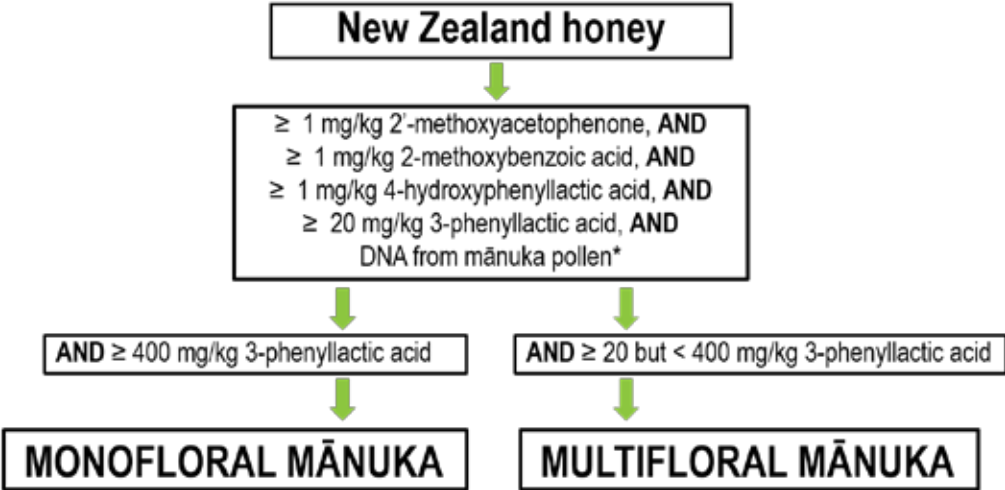 New Zealand honey
≥ 1 mg/kg 2'-methoxyacetophenone, AND
≥ 1 mg/kg 2-methoxybenzoic acid, AND
≥ 1 mg/kg 4-hydroxyphenyllactic acid, AND
≥ 20 mg/kg 3-phenyllactic acid, AND
DNA from mānuka pollen*
AND ≥ 400 mg/kg 3-phenyllactic acid
AND ≥ 20 but < 400 mg/kg 3-phenyllactic acid
MONOFLORAL MĀNUKA
MULTIFLORAL MĀNUKA